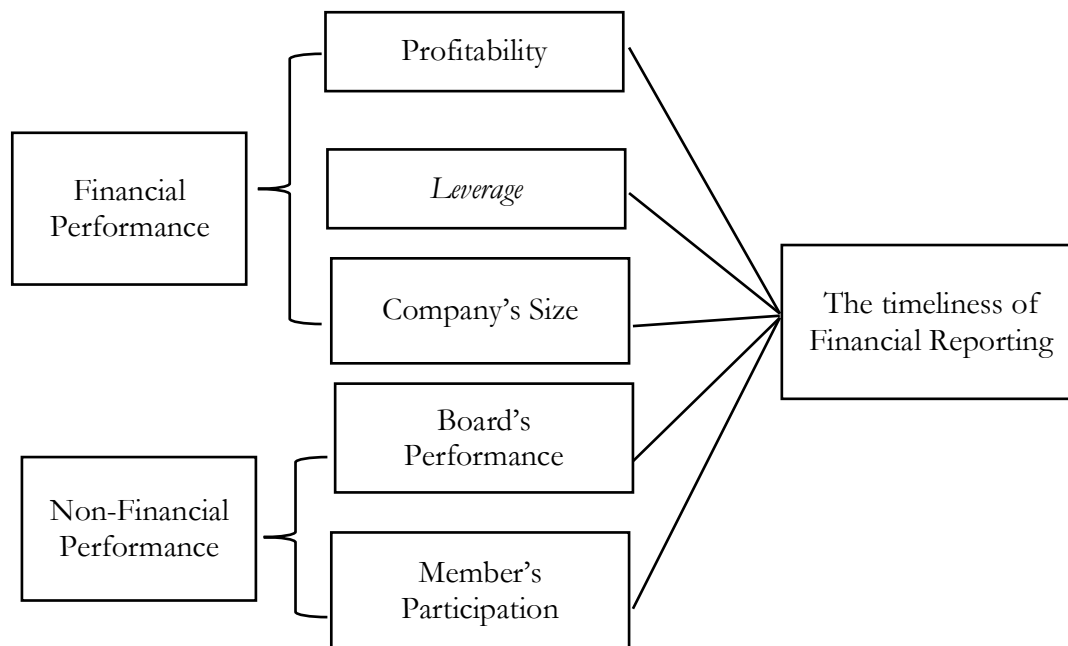 Profitability
Financial
Performance
Leverage
Company’s Size
The timeliness of
Financial Reporting
Board’s
Performance
Non-Financial
Performance
Member’s
Participation